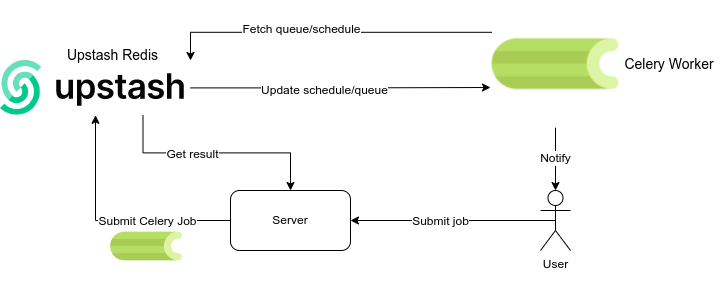 Fetch queue/schedule
Upstash Redis
upstash
Celery Worker
Update schedule/queue
Get result
Notify
Submit Celery Job
Server
Submit job
User